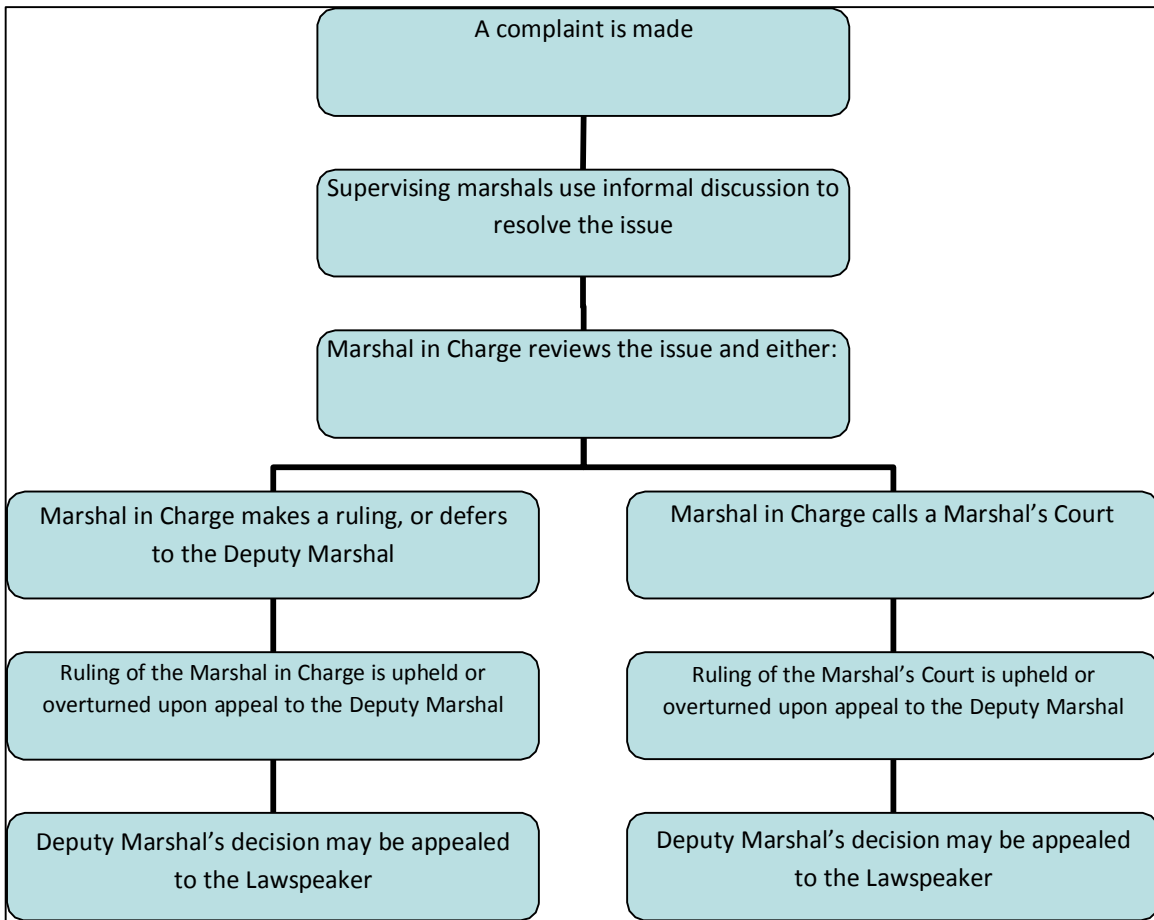 A complaint is made
Supervising marshals use informal discussion to
resolve the issue
Marshal in Charge reviews the issue and either:
Marshal in Charge makes a ruling, or defers
to the Deputy Marshal
Marshal in Charge calls a Marshal’s Court
Ruling of the Marshal in Charge is upheld or
overturned upon appeal to the Deputy Marshal
Ruling of the Marshal’s Court is upheld or
overturned upon appeal to the Deputy Marshal
Deputy Marshal’s decision may be appealed
to the Lawspeaker
Deputy Marshal’s decision may be appealed
to the Lawspeaker